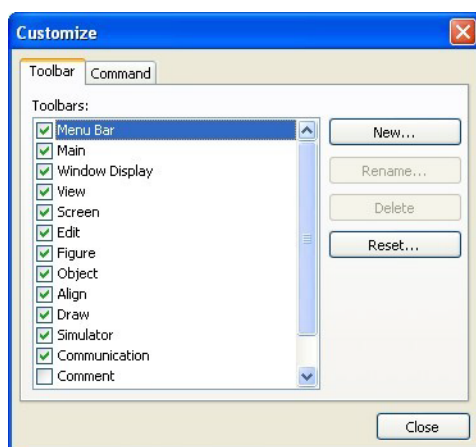 Customize
Toolbar Command
Toolbars:
Menu Bar
Main
Window Display
View
Screen
Edit
Figure
Object
Align
Draw
Simulator
Communication
Comment
New...
Rename...
Delete
Reset...
Close